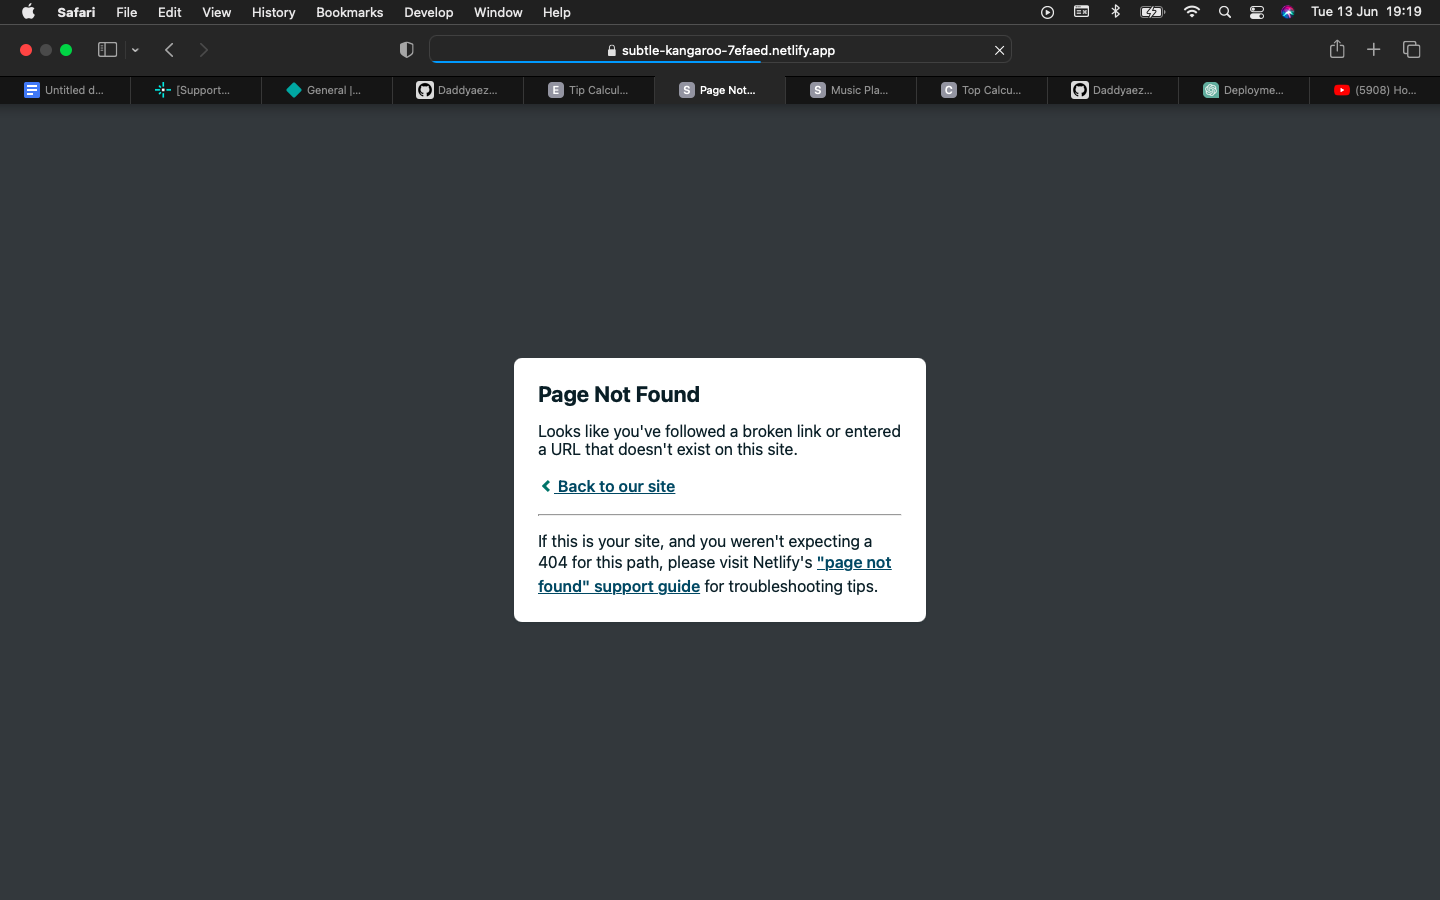 Safari File Edit View History Bookmarks Develop Window Help Tue 13 Jun 19:19
subtle-kangaroo-7efaed.netlify.app
Untitled d... [Support... General |... Daddyaez... E Tip Calcul... S Page Not... S Music Pla... C Top Calcu... Daddyaez... Deployme... (5908) Ho...
Page Not Found
Looks like you've followed a broken link or entered
a URL that doesn't exist on this site.
Back to our site
If this is your site, and you weren't expecting a
404 for this path, please visit Netlify's "page not
found" support guide for troubleshooting tips.